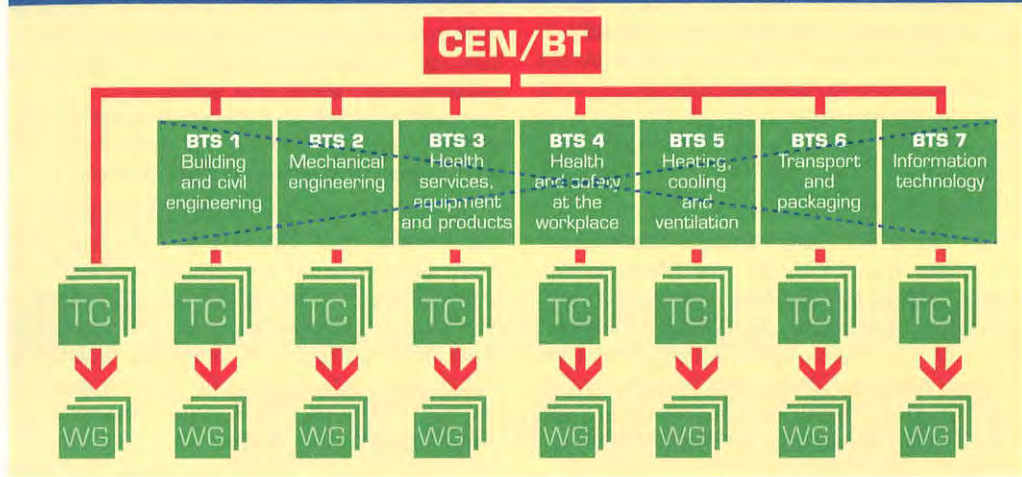 CEN/BT
BTS 1
Building
and civil
engineering
BTS 2
Mechanical
engineering
BTS 3
Health
services,
equipment
and products
BTS 4
Health
and safety
at the
workplace
BTS 5
Heating,
cooling
and
ventilation
BTS 6
Transport
and
packaging
BTS 7
Information
technology
TC
TC
TC
TC
TC
TC
TC
TC
WG
WG
WG
WG
WG
WG
WG
WG